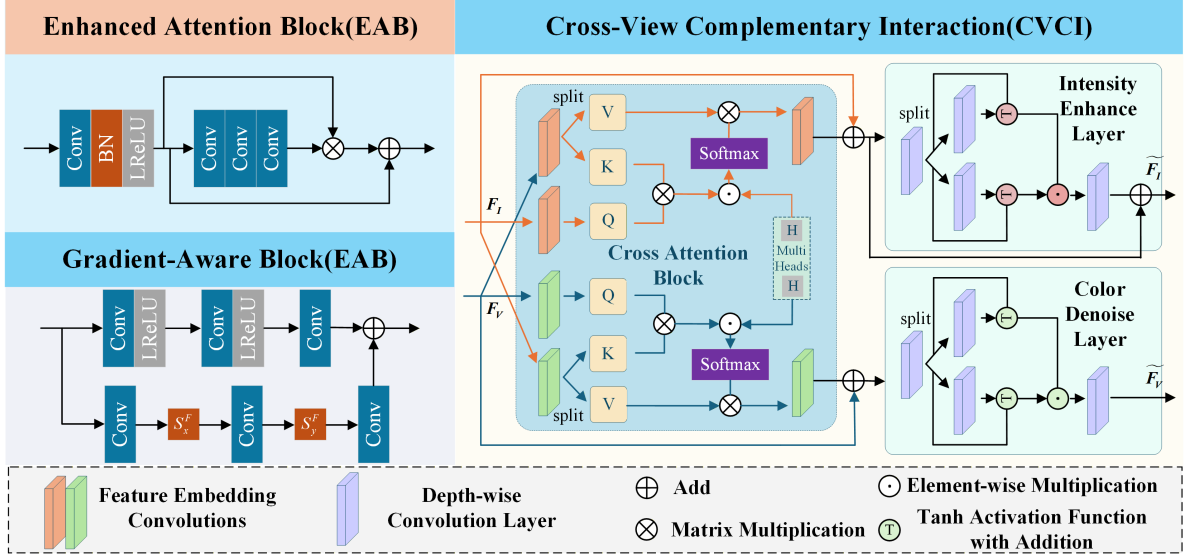 Enhanced Attention Block(EAB)
Conv
BN
LReLU
Conv
Conv
Conv
Gradient-Aware Block(EAB)
Conv
LReLU
Conv
LReLU
Conv
Conv
S_x^F
Conv
S_y^F
Conv
Cross-View Complementary Interaction(CVCI)
split
V
K
Softmax
F_I
Q
H
Multi
Heads
H
Cross Attention
Block
F_V
Q
K
Softmax
V
split
Intensity
Enhance
Layer
split
T
T
\widetilde{F_I}
Color
Denoise
Layer
split
T
T
\widetilde{F_V}
Feature Embedding
Convolutions
Depth-wise
Convolution Layer
Add
Matrix Multiplication
Element-wise Multiplication
T
Tanh Activation Function
with Addition